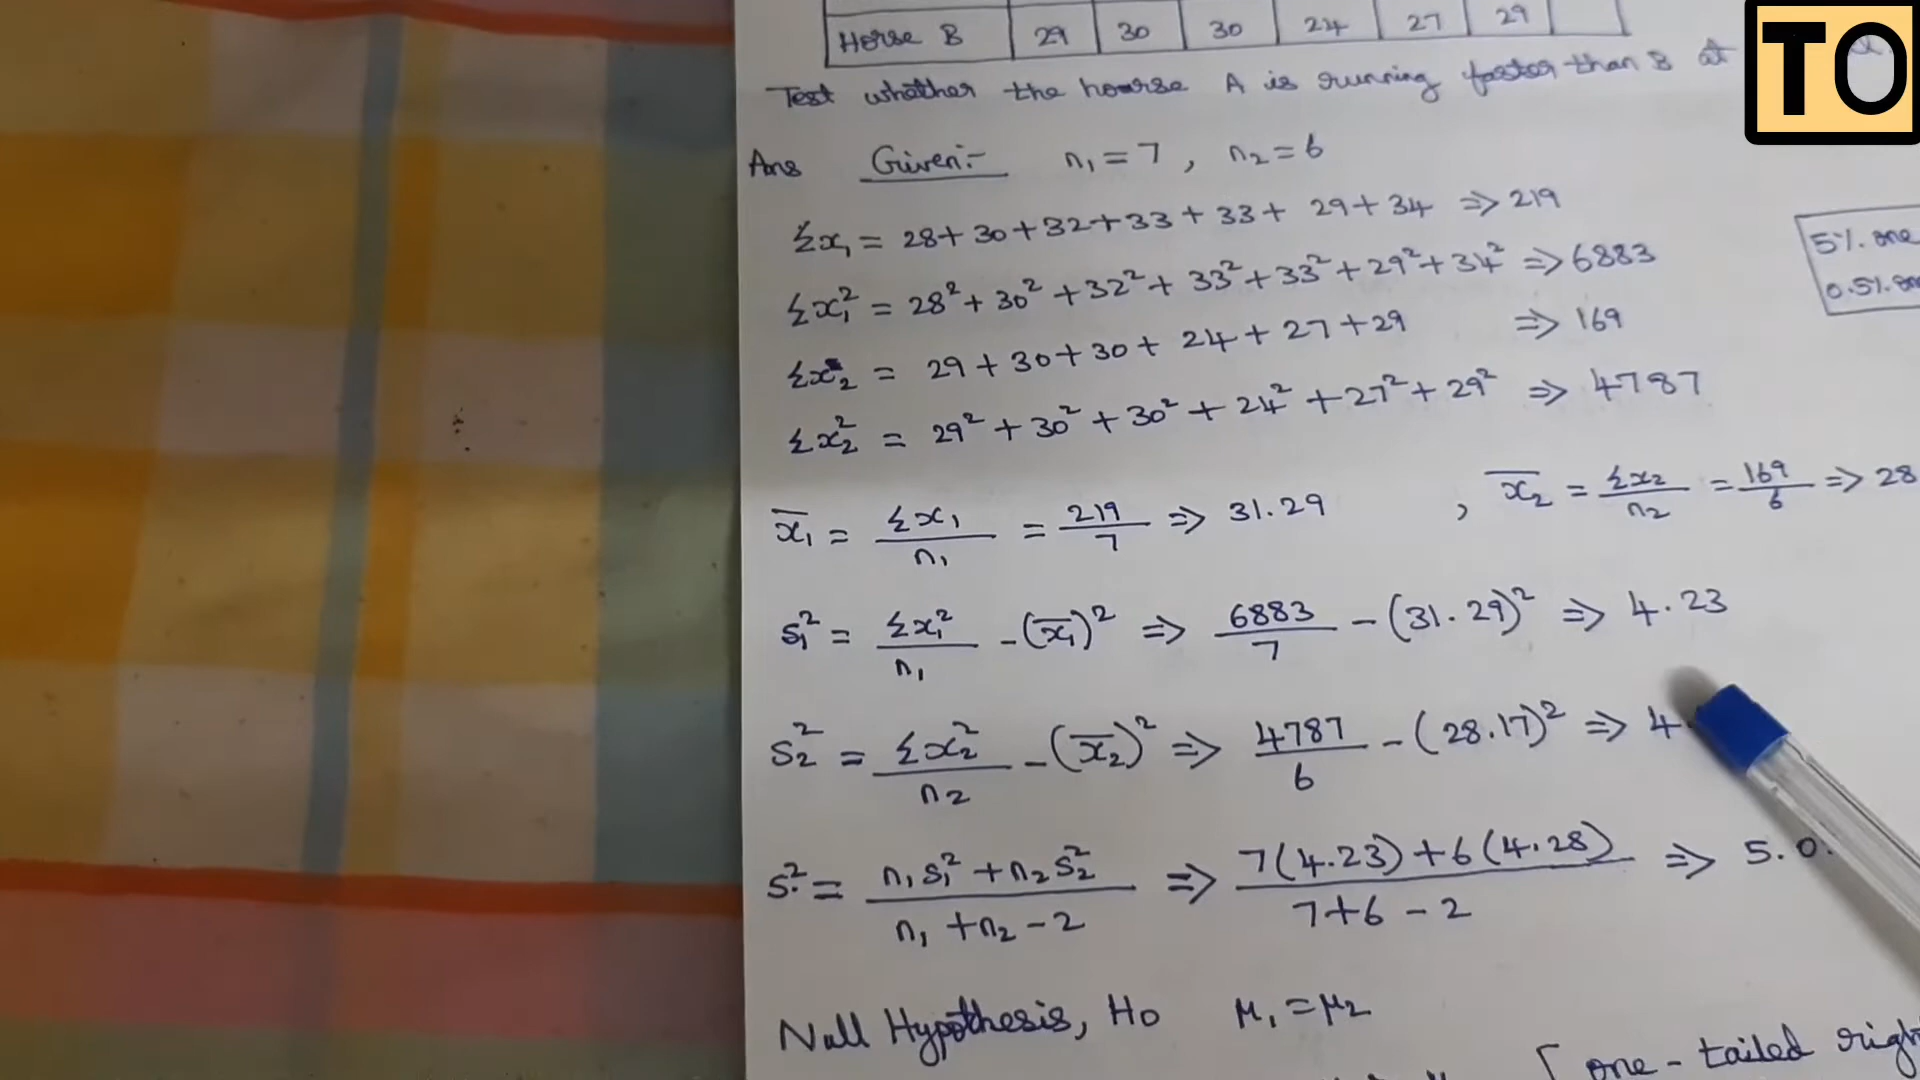 Horse B 29 30 30 24 27 29
TO
Test whether the hourse A is running faster than B at
Ans Given:- n₁ = 7 , n₂ = 6
Σx₁ = 28 + 30 + 32 + 33 + 33 + 29 + 34 ⇒ 219
Σx₁² = 28² + 30² + 32² + 33² + 33² + 29² + 34² ⇒ 6883
5% one
0.5%
Σx₂ = 29 + 30 + 30 + 24 + 27 + 29 ⇒ 169
Σx₂² = 29² + 30² + 30² + 24² + 27² + 29² ⇒ 4787
x̄₁ = Σx₁/n₁ = 219/7 ⇒ 31.29 , x̄₂ = Σx₂/n₂ = 169/6 ⇒ 28
s₁² = Σx₁²/n₁ - (x̄₁)² ⇒ 6883/7 - (31.29)² ⇒ 4.23
s₂² = Σx₂²/n₂ - (x̄₂)² ⇒ 4787/6 - (28.17)² ⇒ 4.
s² = n₁s₁² + n₂s₂² / n₁ + n₂ - 2 ⇒ 7(4.23) + 6(4.28) / 7 + 6 - 2 ⇒ 5.0
Null Hypothesis, H₀ μ₁ = μ₂
[one-tailed